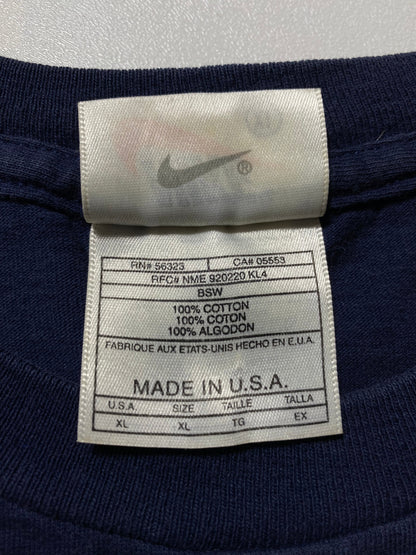 ®
RN# 56323 CA# 05553
RFC# NME 920220 KL4
BSW
100% COTTON
100% COTON
100% ALGODON
FABRIQUE AUX ETATS-UNIS HECHO EN E.U.A.
MADE IN U.S.A.
U.S.A. SIZE TAILLE TALLA
XL XL TG EX